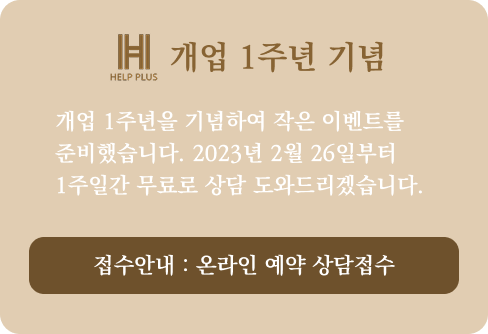 HELP PLUS
개업 1주년 기념
개업 1주년을 기념하여 작은 이벤트를
준비했습니다. 2023년 2월 26일부터
1주일간 무료로 상담 도와드리겠습니다.
접수안내 : 온라인 예약 상담접수